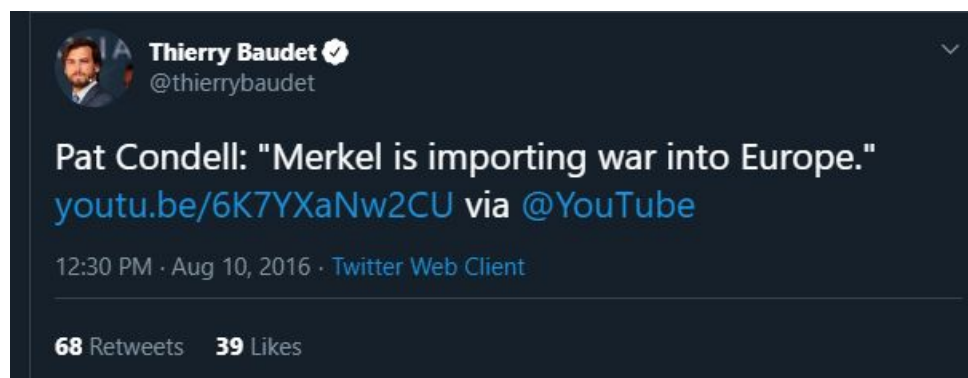 Thierry Baudet
@thierrybaudet
Pat Condell: "Merkel is importing war into Europe."
youtu.be/6K7YXaNw2CU via @YouTube
12:30 PM · Aug 10, 2016 · Twitter Web Client
68 Retweets 39 Likes